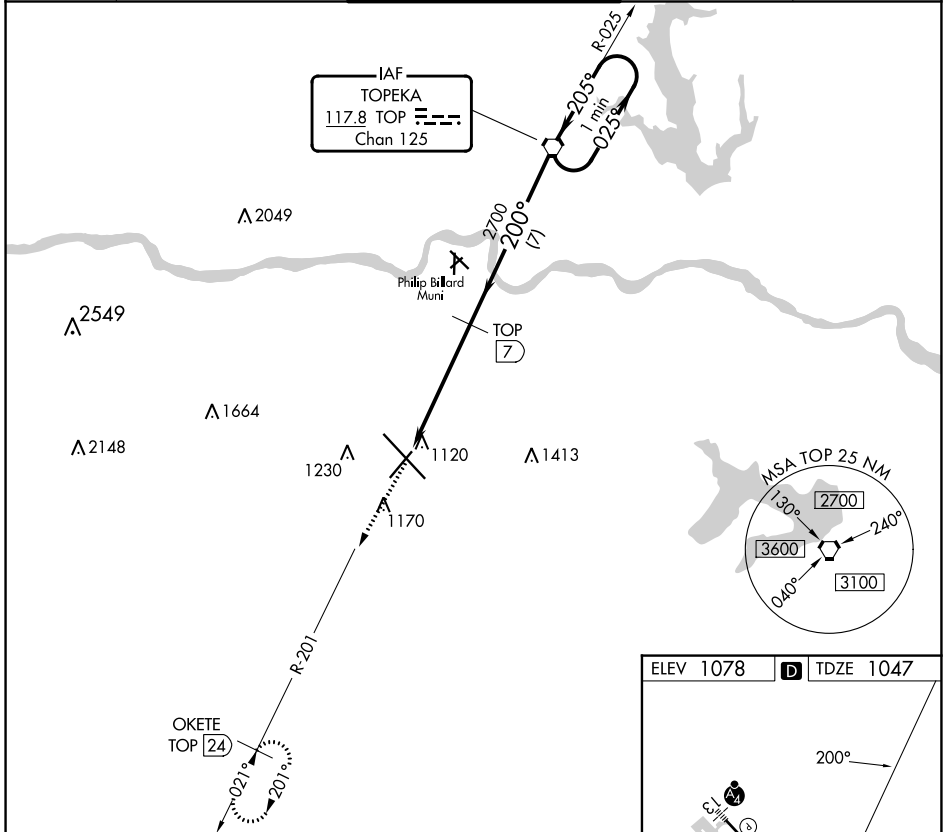 R-025
IAF
TOPEKA
117.8 TOP
Chan 125
205°
1 min
025°
2049
2700
200°
(7)
Philip Billard
Muni
2549
TOP
7
1664
2148
1230
1120
1413
1170
MSA TOP 25 NM
130°
2700
240°
3600
040°
3100
R-201
OKETE
TOP 24
021°
201°
ELEV 1078 D TDZE 1047
200°
A4
13
P